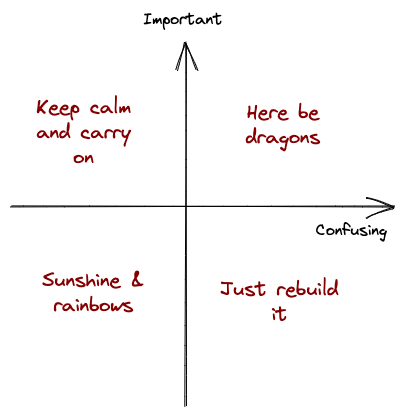 Important
Keep calm
and carry
on
Here be
dragons
Confusing
Sunshine &
rainbows
Just rebuild
it